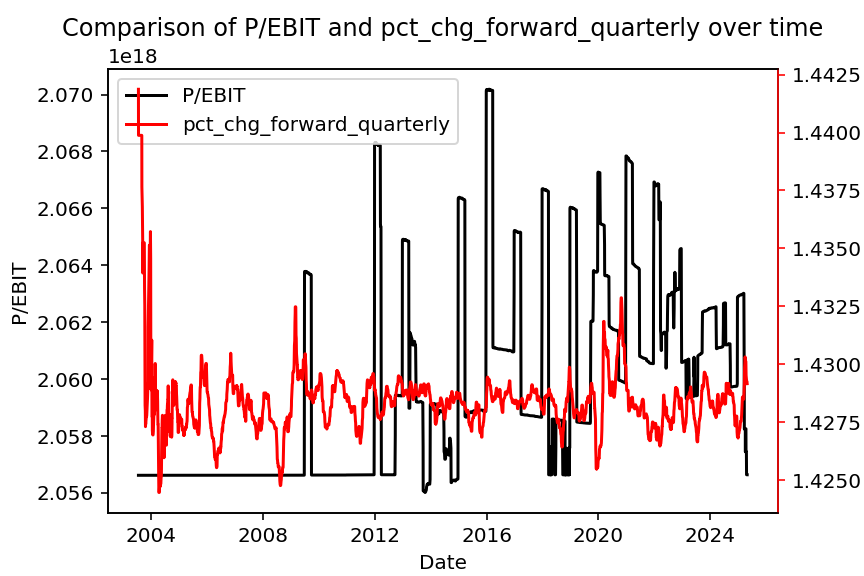 Comparison of P/EBIT and pct_chg_forward_quarterly over time
1e18
P/EBIT
pct_chg_forward_quarterly
2.070
2.068
2.066
2.064
2.062
2.060
2.058
2.056
P/EBIT
1.4425
1.4400
1.4375
1.4350
1.4325
1.4300
1.4275
1.4250
2004 2008 2012 2016 2020 2024
Date